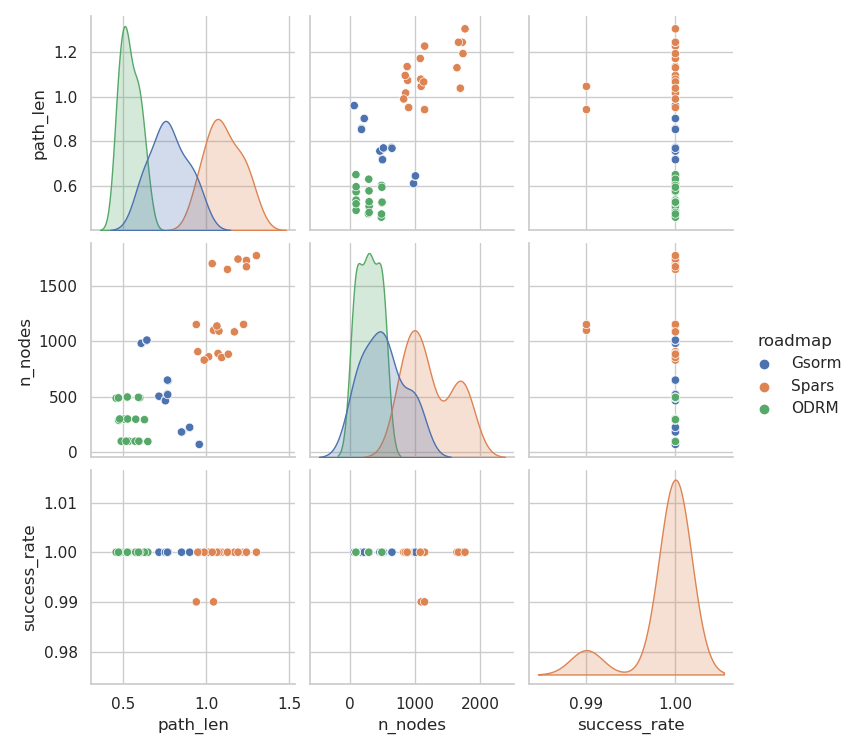 path_len
1.2
1.0
0.8
0.6
n_nodes
1500
1000
500
0
roadmap
Gsorm
Spars
ODRM
success_rate
1.01
1.00
0.99
0.98
0.5 1.0 1.5
0 1000 2000
0.99 1.00
path_len
n_nodes
success_rate